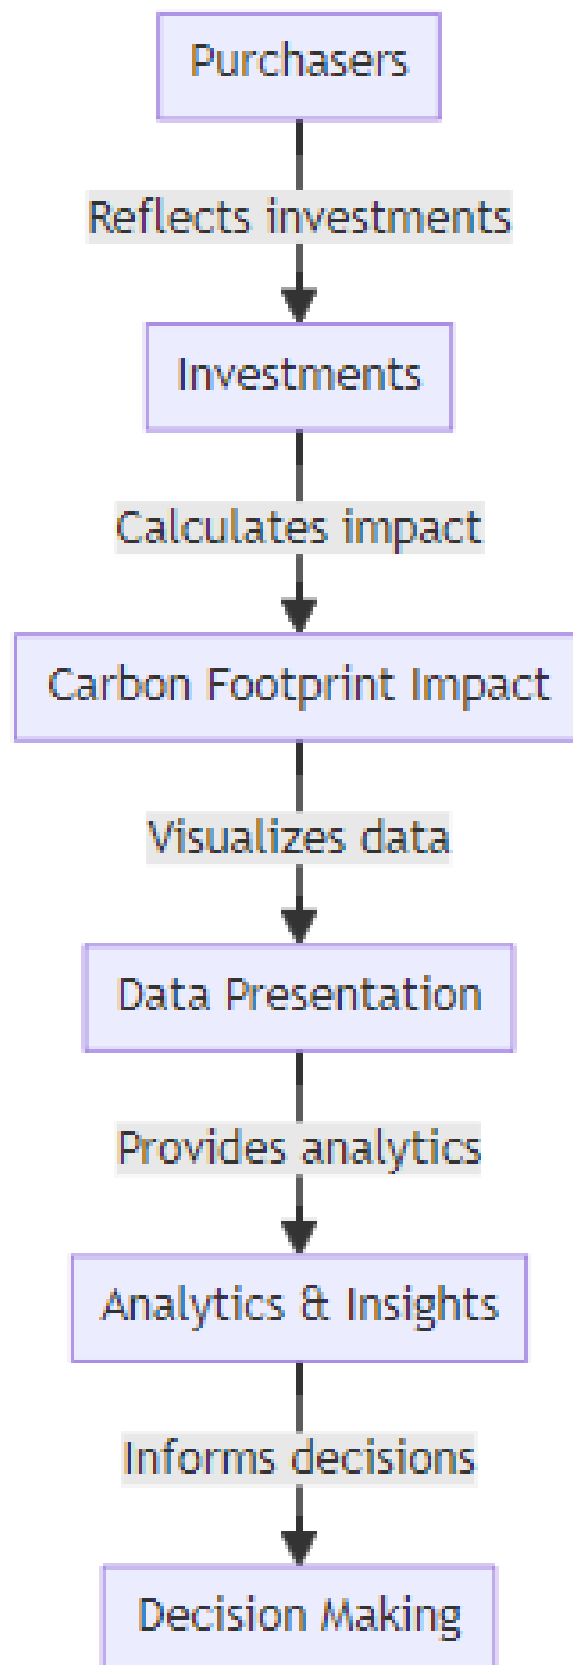 Purchasers
Reflects investments
Investments
Calculates impact
Carbon Footprint Impact
Visualizes data
Data Presentation
Provides analytics
Analytics & Insights
Informs decisions
Decision Making